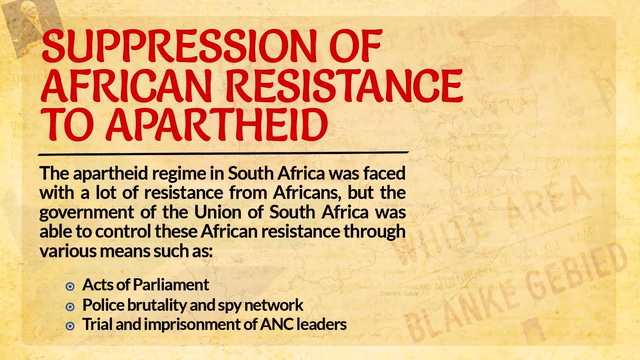 SUPPRESSION OF
AFRICAN RESISTANCE
TO APARTHEID
The apartheid regime in South Africa was faced
with a lot of resistance from Africans, but the
government of the Union of South Africa was
able to control these African resistance through
various means such as:
Acts of Parliament
Police brutality and spy network
Trial and imprisonment of ANC leaders
WHITE AREA
BLANKE GEBIED